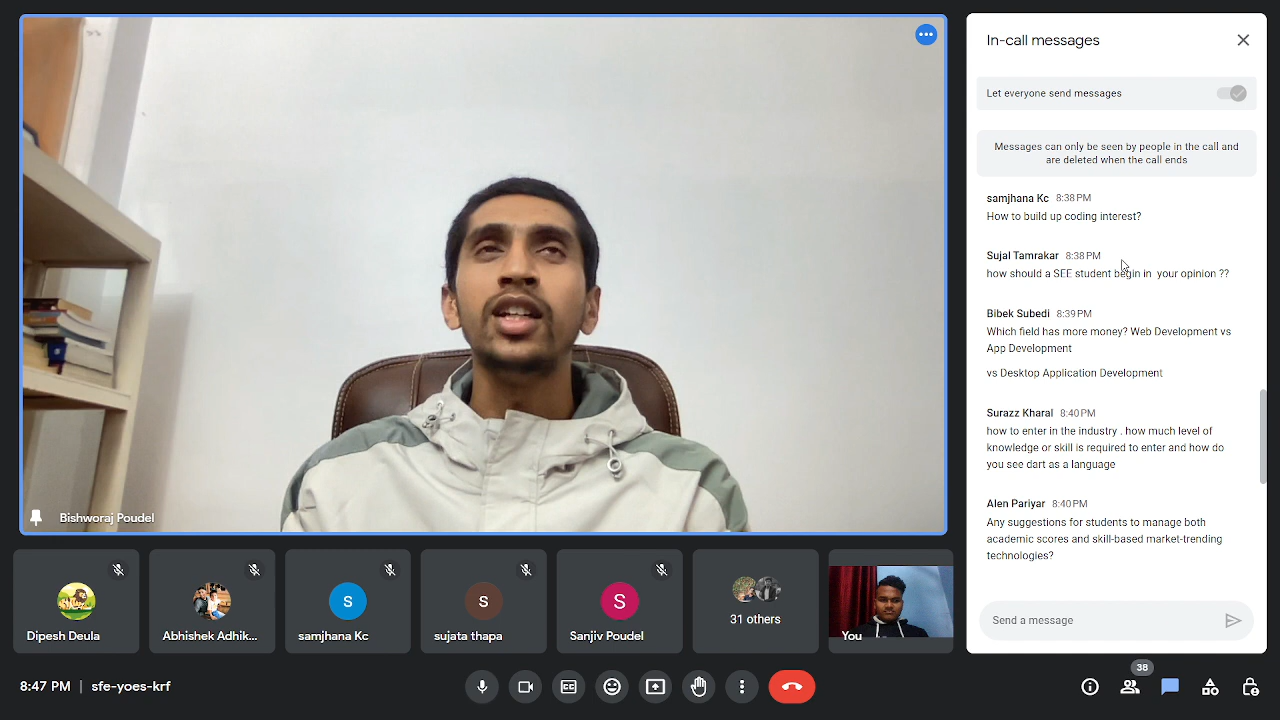 In-call messages
Let everyone send messages
Messages can only be seen by people in the call and
are deleted when the call ends
samjhana Kc 8:38 PM
How to build up coding interest?
Sujal Tamrakar 8:38 PM
how should a SEE student begin in your opinion ??
Bibek Subedi 8:39 PM
Which field has more money? Web Development vs
App Development
vs Desktop Application Development
Surazz Kharal 8:40 PM
how to enter in the industry . how much level of
knowledge or skill is required to enter and how do
you see dart as a language
Alen Pariyar 8:40 PM
Any suggestions for students to manage both
academic scores and skill-based market-trending
technologies?
Send a message
Bishworaj Poudel
Dipesh Deula
Abhishek Adhik...
S
samjhana Kc
S
sujata thapa
S
Sanjiv Poudel
31 others
You
8:47 PM | sfe-yoes-krf
38